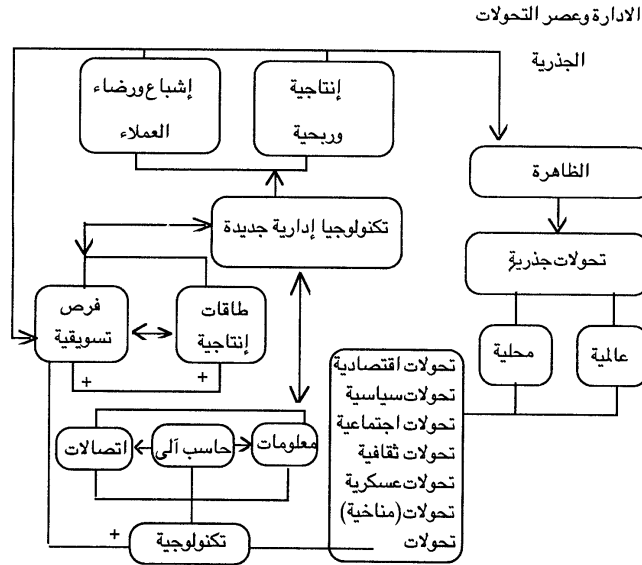 الادارة وعصر التحولات
الجذرية
إشباع ورضاء
العملاء
إنتاجية
وربحية
الظاهرة
تكنولوجيا إدارية جديدة
تحولات جذرية
فرص
تسويقية
طاقات
إنتاجية
محلية
عالمية
+
+
تحولات اقتصادية
تحولات سياسية
تحولات اجتماعية
تحولات ثقافية
تحولات عسكرية
تحولات (مناخية)
تحولات
معلومات
حاسب آلى
اتصالات
+
تكنولوجية